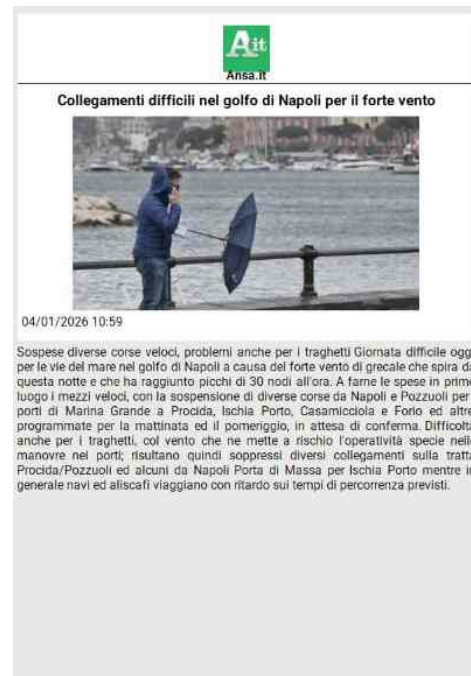 Ait
Ansa.it
Collegamenti difficili nel golfo di Napoli per il forte vento
04/01/2026 10:59
Sospese diverse corse veloci, problemi anche per i traghetti Giornata difficile oggi
per le vie del mare nel golfo di Napoli a causa del forte vento di grecale che spira da
questa notte e che ha raggiunto picchi di 30 nodi all'ora. A farne le spese in primo
luogo i mezzi veloci, con la sospensione di diverse corse da Napoli e Pozzuoli per i
porti di Marina Grande a Procida, Ischia Porto, Casamicciola e Forio ed altre
programmate per la mattinata ed il pomeriggio, in attesa di conferma. Difficoltà
anche per i traghetti, col vento che ne mette a rischio l'operatività specie nelle
manovre nei porti; risultano quindi soppressi diversi collegamenti sulla tratta
Procida/Pozzuoli ed alcuni da Napoli Porta di Massa per Ischia Porto mentre in
generale navi ed aliscafi viaggiano con ritardo sui tempi di percorrenza previsti.